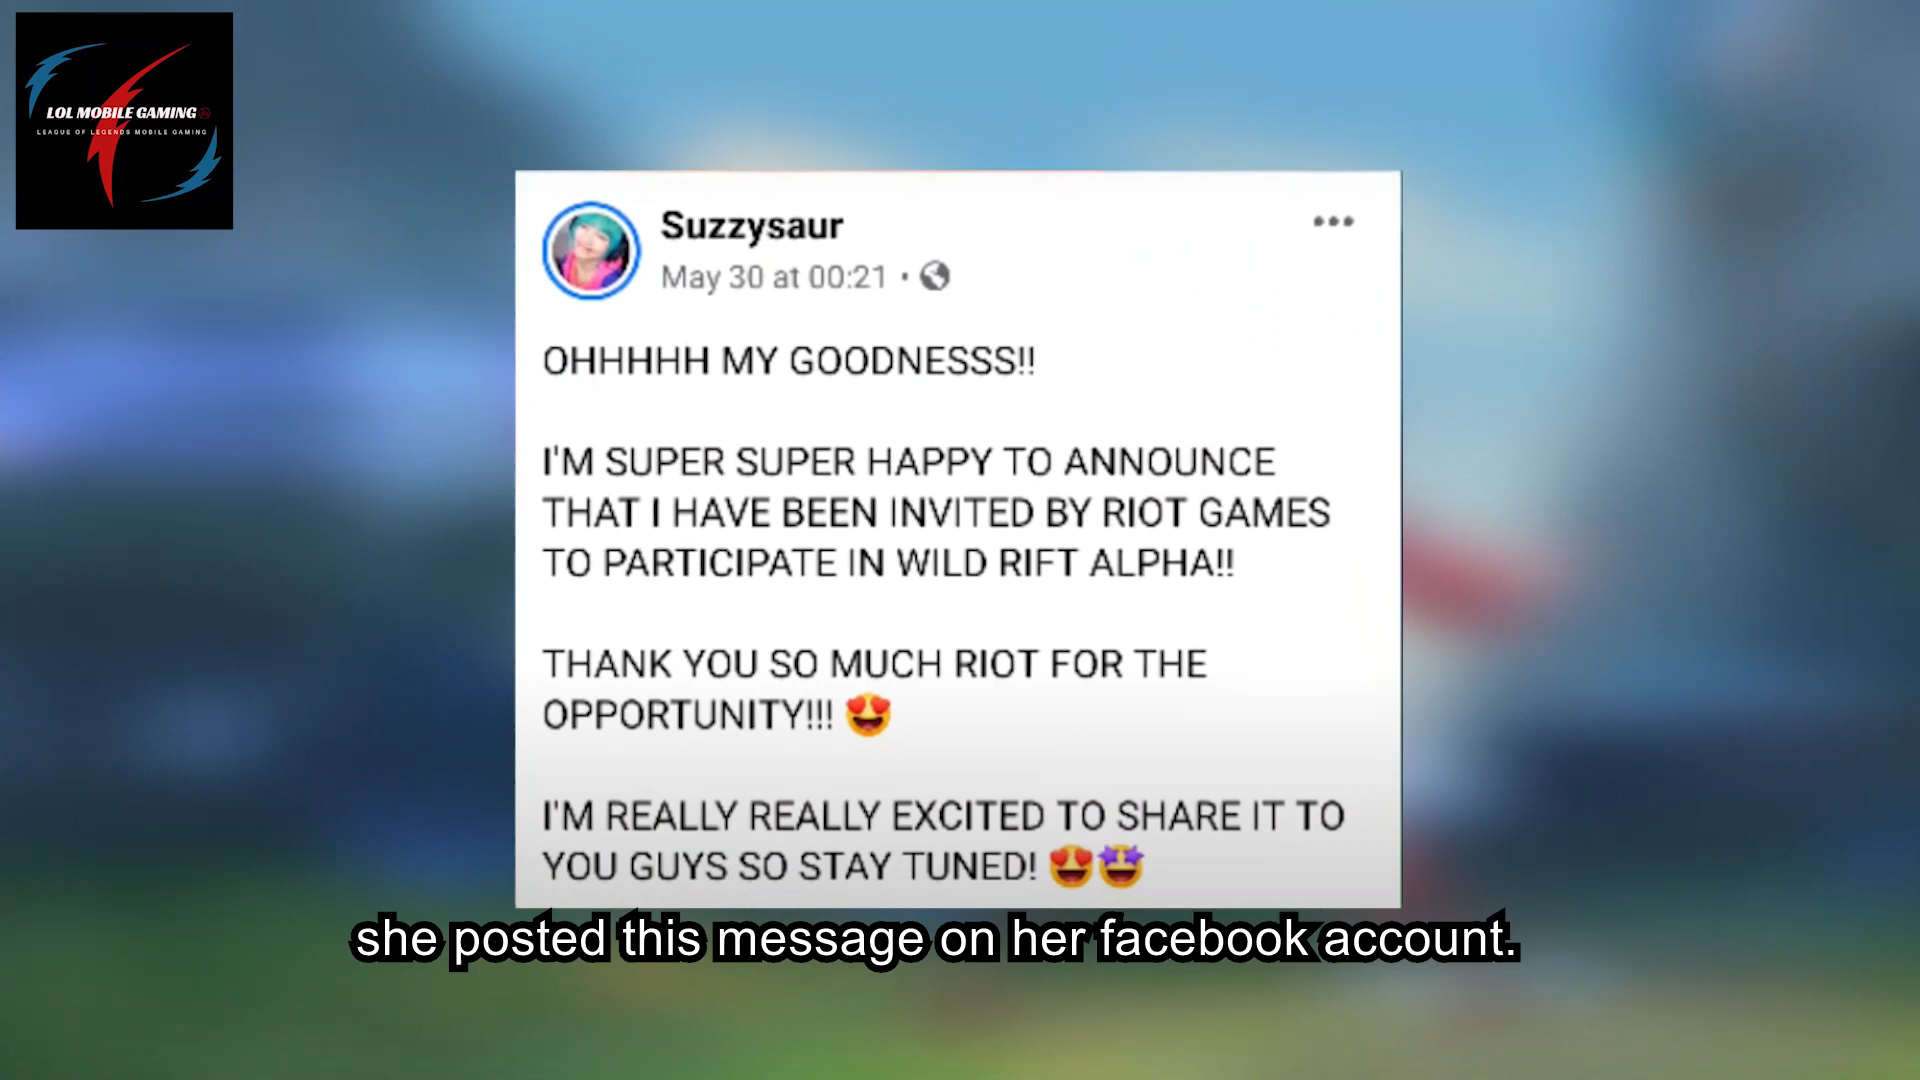 LOL MOBILE GAMING
LEAGUE OF LEGENDS MOBILE GAMING
Suzzysaur
May 30 at 00:21
OHHHHH MY GOODNESSS!!
I'M SUPER SUPER HAPPY TO ANNOUNCE
THAT I HAVE BEEN INVITED BY RIOT GAMES
TO PARTICIPATE IN WILD RIFT ALPHA!!
THANK YOU SO MUCH RIOT FOR THE
OPPORTUNITY!!! 😍
I'M REALLY REALLY EXCITED TO SHARE IT TO
YOU GUYS SO STAY TUNED! 😍🤩
she posted this message on her facebook account.